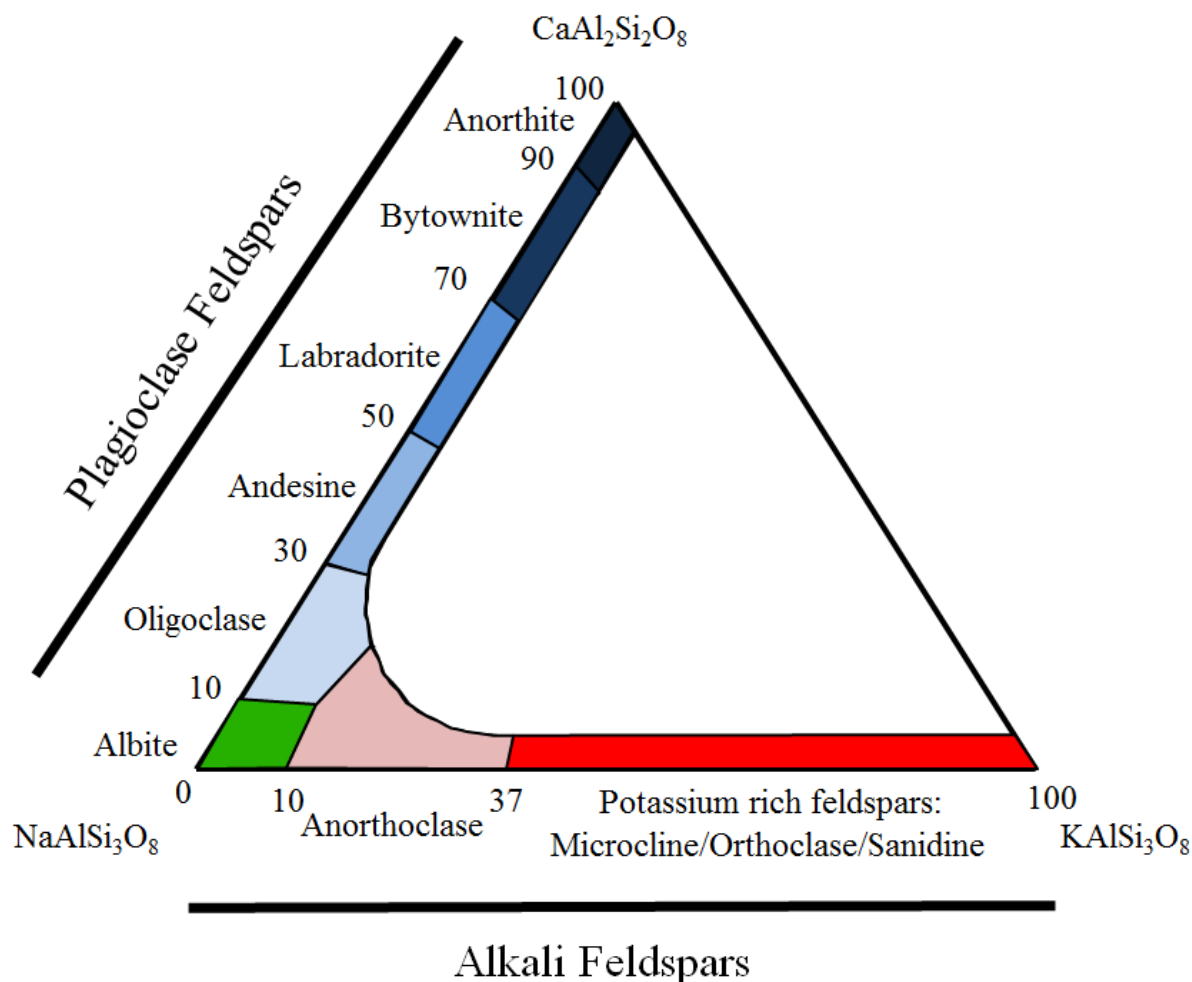 CaAl₂Si₂O₈
100
Anorthite
90
Bytownite
70
Labradorite
50
Andesine
30
Oligoclase
10
Albite
Plagioclase Feldspars
0
10
37
100
NaAlSi₃O₈
Anorthoclase
Potassium rich feldspars:
Microcline/Orthoclase/Sanidine
KAlSi₃O₈
Alkali Feldspars